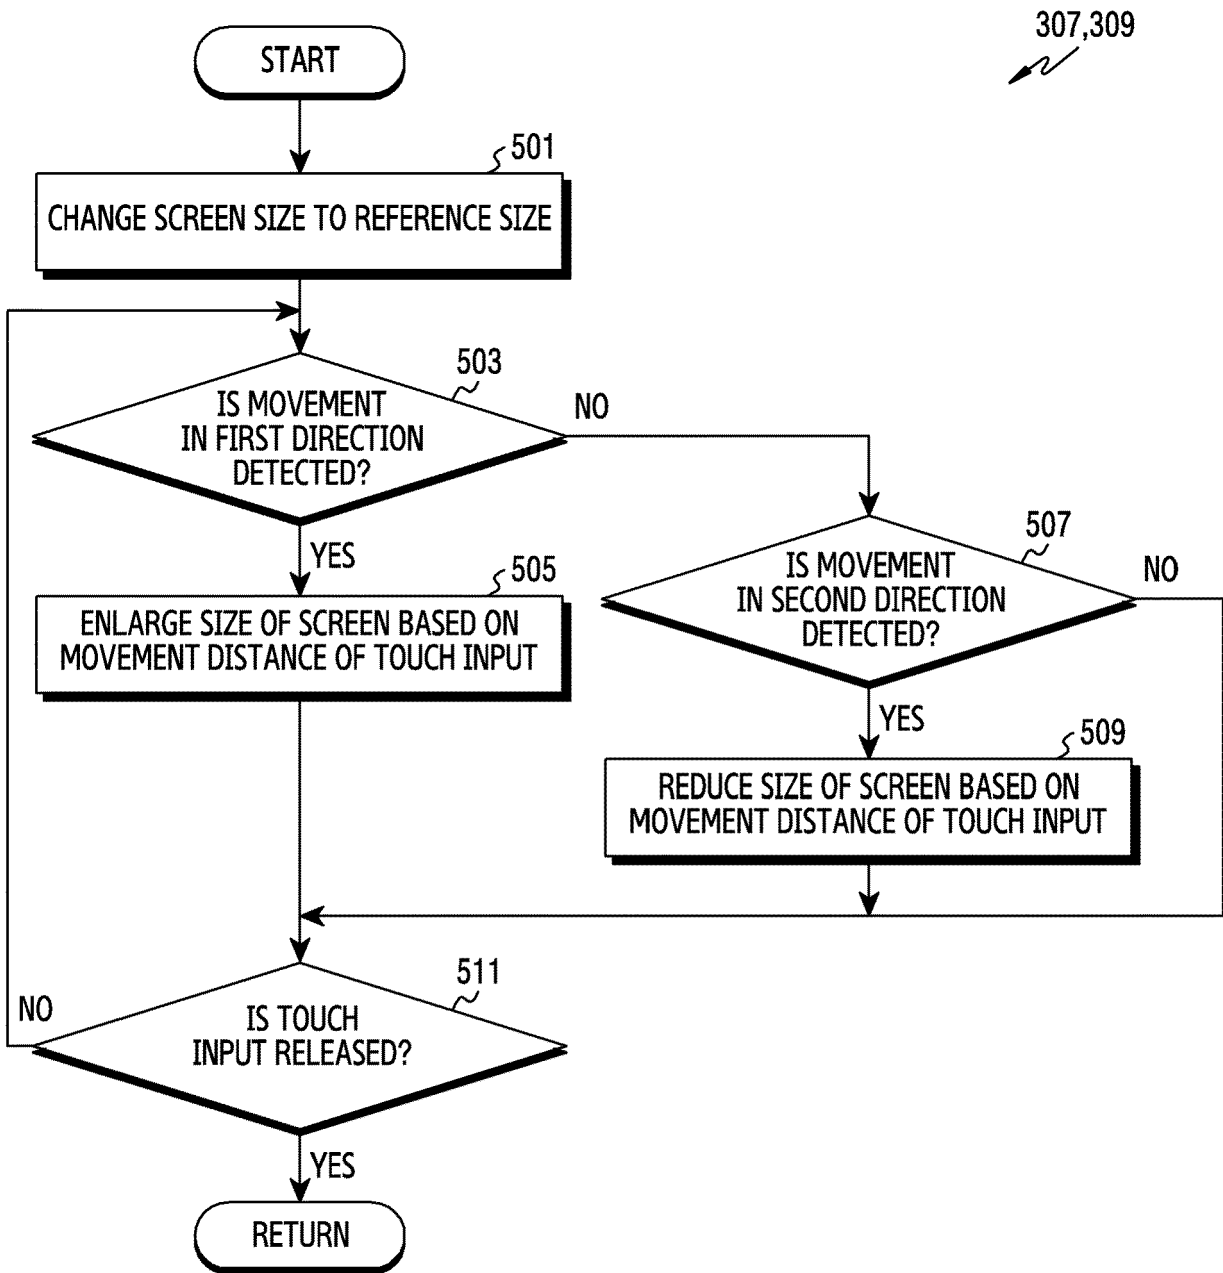 307,309
START
501
CHANGE SCREEN SIZE TO REFERENCE SIZE
503
IS MOVEMENT
IN FIRST DIRECTION
DETECTED?
NO
YES
505
ENLARGE SIZE OF SCREEN BASED ON
MOVEMENT DISTANCE OF TOUCH INPUT
507
IS MOVEMENT
IN SECOND DIRECTION
DETECTED?
NO
YES
509
REDUCE SIZE OF SCREEN BASED ON
MOVEMENT DISTANCE OF TOUCH INPUT
511
IS TOUCH
INPUT RELEASED?
NO
YES
RETURN